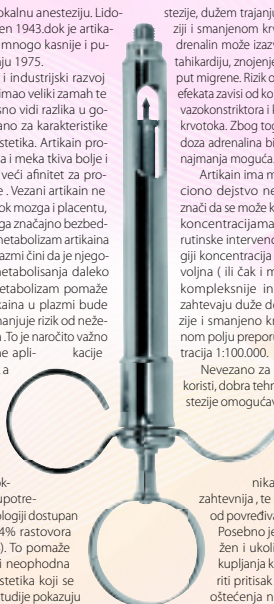 okalnu anesteziju. Lido-
en 1943.dok je artika-
mnogo kasnije i pu-
ju 1975.
i industrijski razvoj
imao veliki zamah te
sno vidi razlika u go-
ano za karakteristike
stetika. Artikain pro-
a i meka tkiva bolje i
veći afinitet za pro-
e . Vezani artikain ne
ok mozga i placentu,
ga značajno bezbed-
metabolizam artikaina
azmi čini da je njego-
metabolisanja daleko
etabolizam pomaže
kaina u plazmi bude
manjuje rizik od neže-
a .To je naročito važno
ne apli- kacije
a
ok-
upotre-
ologiji dostupan
4% rastovora
). To pomaže
i neophodna
stetika koji se
tudije pokazuju
stezije, dužem trajanju
ziji i smanjenom krv
drenalin može izazv
tahikardiju, znojenje
put migrene. Rizik o
efekata zavisi od ko
vazokonstriktora i k
krvotoka. Zbog tog
doza adrenalina bi
najmanja moguća.
Artikain ima m
ciono dejstvo ne
znači da se može k
koncentracijama
rutinske intervenc
giji koncentracija
voljna ( ili čak i m
kompleksnije in
zahtevaju duže de
zije i smanjeno kr
nom polju prepor
tracija 1:100.000.
Nevezano za
koristi, dobra tehn
stezije omogućav
nika
zahtevnija , te s
od povređiva
Posebno je
žen i ukoli
kupljanja k
riti pritisak
oštećenja n